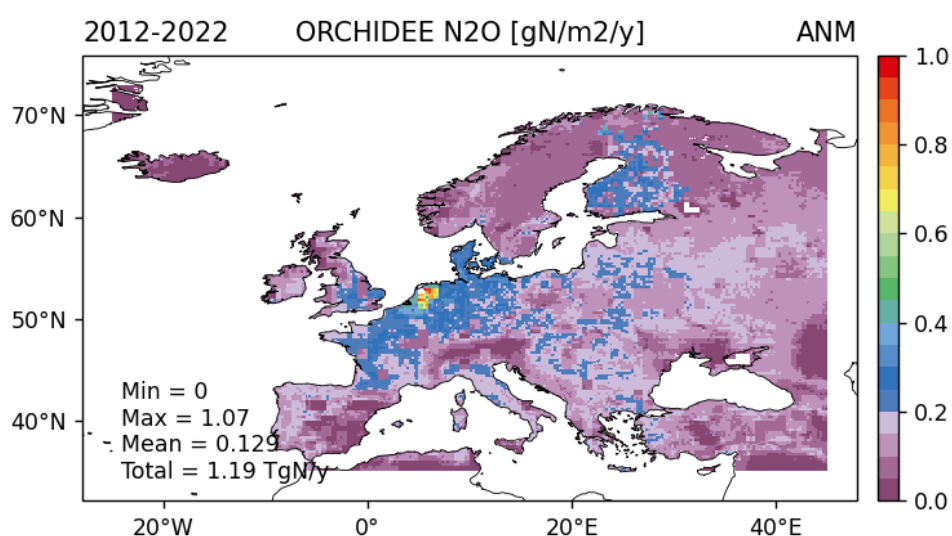 2012-2022 ORCHIDEE N2O [gN/m2/y] ANM
1.0
70°N
0.8
60°N
0.6
50°N
0.4
Min = 0
Max = 1.07
40°N
0.2
Mean = 0.129
Total = 1.19 TgN/y
0.0
20°W 0° 20°E 40°E